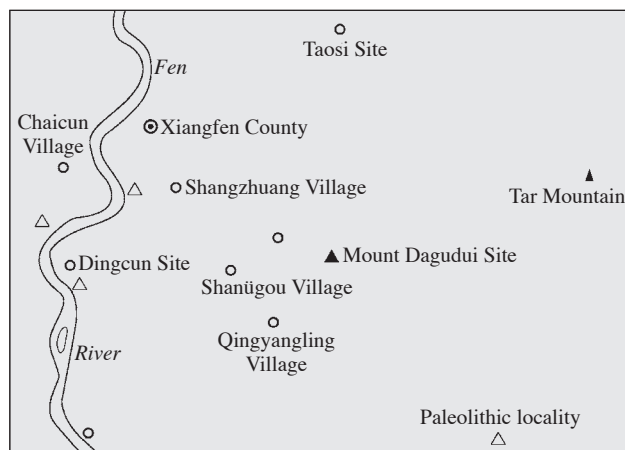 Taosi Site
Fen
Chaicun
Village
Xiangfen County
Shangzhuang Village
Tar Mountain
Mount Dagudui Site
Dingcun Site
Shanügou Village
Qingyangling
Village
River
Paleolithic locality